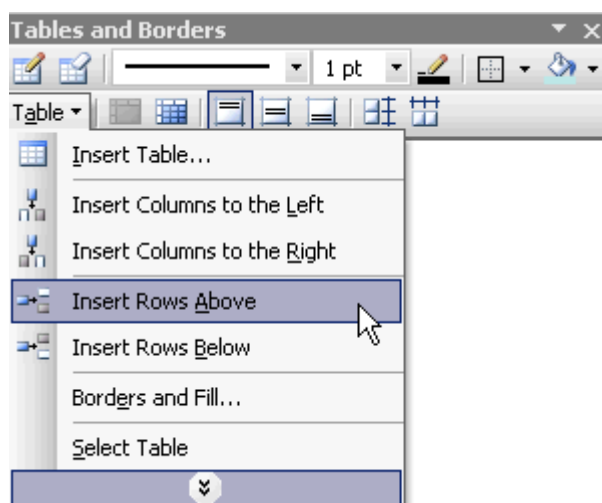 Tables and Borders
1 pt
Table
Insert Table...
Insert Columns to the Left
Insert Columns to the Right
Insert Rows Above
Insert Rows Below
Borders and Fill...
Select Table